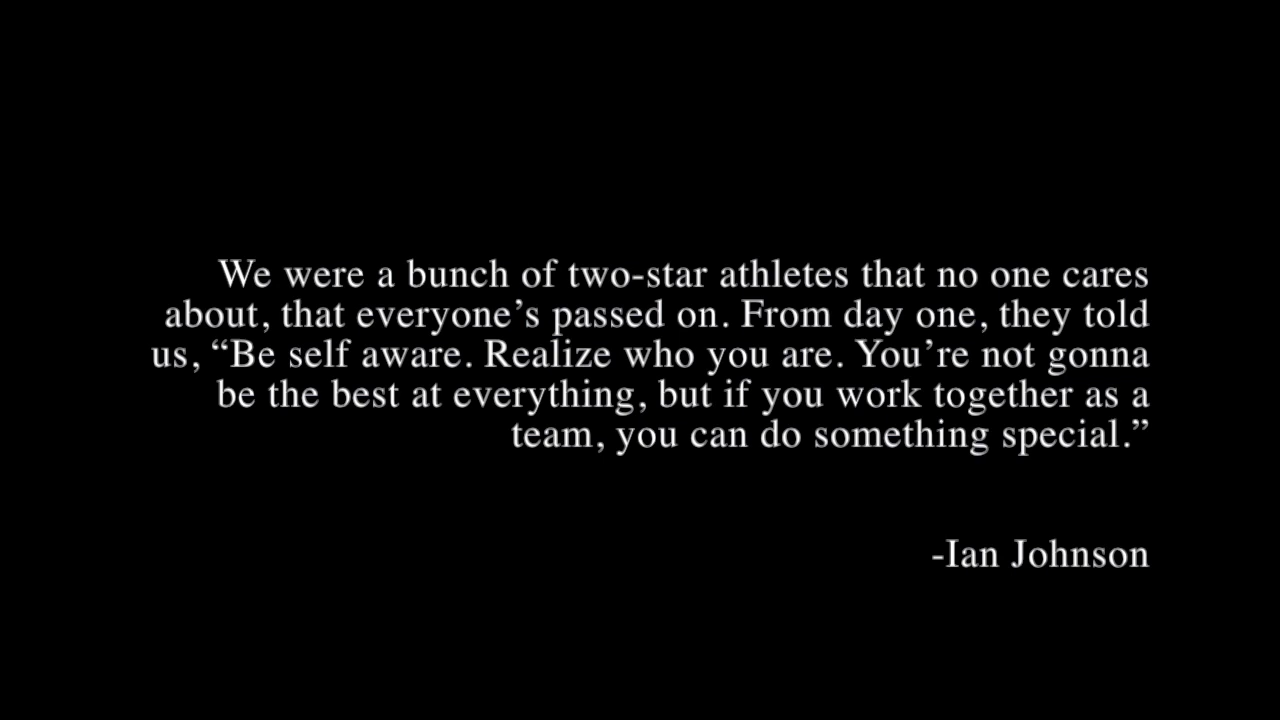 We were a bunch of two-star athletes that no one cares
about, that everyone’s passed on. From day one, they told
us, “Be self aware. Realize who you are. You’re not gonna
be the best at everything, but if you work together as a
team, you can do something special.”
-Ian Johnson